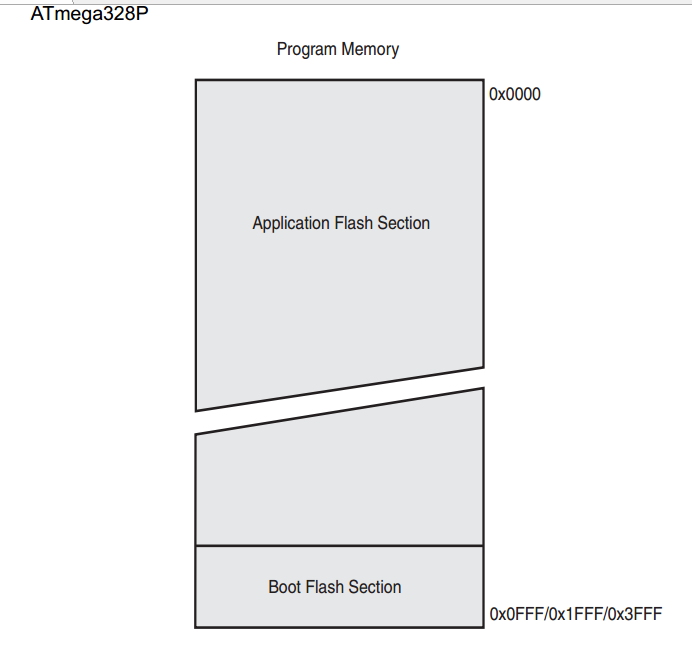 ATmega328P
Program Memory
0x0000
Application Flash Section
Boot Flash Section
0x0FFF/0x1FFF/0x3FFF